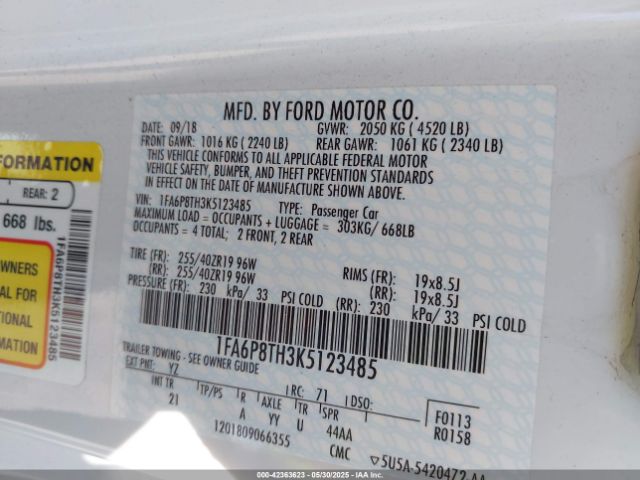 MFD. BY FORD MOTOR CO.
DATE: 09/18 GVWR: 2050 KG ( 4520 LB)
FRONT GAWR: 1016 KG ( 2240 LB) REAR GAWR: 1061 KG ( 2340 LB)
THIS VEHICLE CONFORMS TO ALL APPLICABLE FEDERAL MOTOR
VEHICLE SAFETY, BUMPER, AND THEFT PREVENTION STANDARDS
IN EFFECT ON THE DATE OF MANUFACTURE SHOWN ABOVE.
VIN: 1FA6P8TH3K5123485 TYPE: Passenger Car
MAXIMUM LOAD = OCCUPANTS + LUGGAGE = 303KG/ 668LB
OCCUPANTS = 4 TOTAL; 2 FRONT, 2 REAR
TIRE (FR): 255/40ZR19 96W RIMS (FR): 19x8.5J
(RR): 255/40ZR19 96W (RR): 19x8.5J
PRESSURE (FR): 230 kPa/ 33 PSI COLD (RR): 230 kPa/ 33 PSI COLD
1FA6P8TH3K5123485
TRAILER TOWING - SEE OWNER GUIDE
EXT PNT: YZ RC: 71 DSO:
INT TR TP/PS R AXLE TR SPR F0113
21 A YY U 44AA R0158
1201809066355 CMC ▽5U5A-5420472-AA
FORMATION
REAR: 2
668 lbs.
OWNERS
AL FOR
TIONAL
ION
1FA6P8TH3K5123485
000-42363623 05/30/2025 IAAI.COM